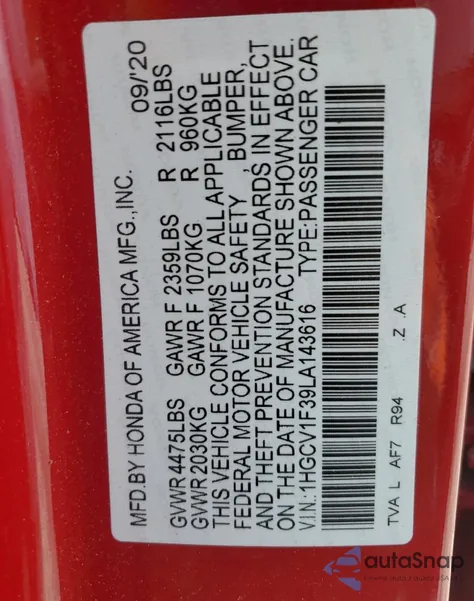 MFD.BY HONDA OF AMERICA MFG.,INC. 09/'20
GVWR 4475LBS GAWR F 2359LBS R 2116LBS
GVWR 2030KG GAWR F 1070KG R 960KG
THIS VEHICLE CONFORMS TO ALL APPLICABLE
FEDERAL MOTOR VEHICLE SAFETY , BUMPER,
AND THEFT PREVENTION STANDARDS IN EFFECT
ON THE DATE OF MANUFACTURE SHOWN ABOVE.
V.I.N.:1HGCV1F39LA143616 TYPE:PASSENGER CAR
TVA L AF7 R94 .Z .A
autoSnap